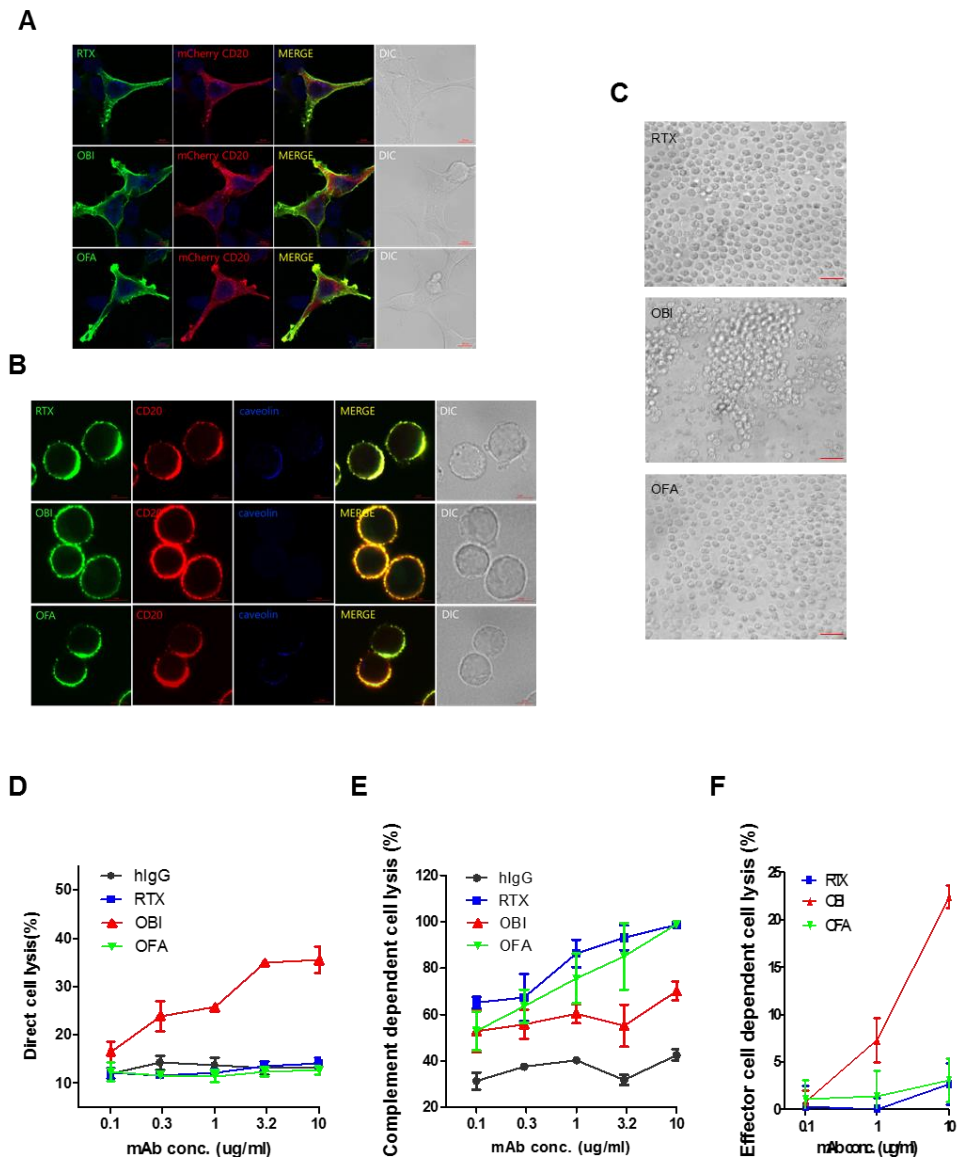 A
RTX mCherry CD20 MERGE DIC
OBI mCherry CD20 MERGE DIC
OFA mCherry CD20 MERGE DIC
B
RTX CD20 caveolin MERGE DIC
OBI CD20 caveolin MERGE DIC
OFA CD20 caveolin MERGE DIC
C
RTX
OBI
OFA
D
Direct cell lysis(%)
50
40
30
20
10
hIgG
RTX
OBI
OFA
0.1 0.3 1 3.2 10
mAb conc. (ug/ml)
E
Complement dependent cell lysis (%)
120
100
80
60
40
20
hIgG
RTX
OBI
OFA
0.1 0.3 1 3.2 10
mAb conc. (ug/ml)
F
Effector cell dependent cell lysis (%)
25
20
15
10
5
0
RTX
OBI
OFA
0.1 1 10
mAb conc. (ug/ml)